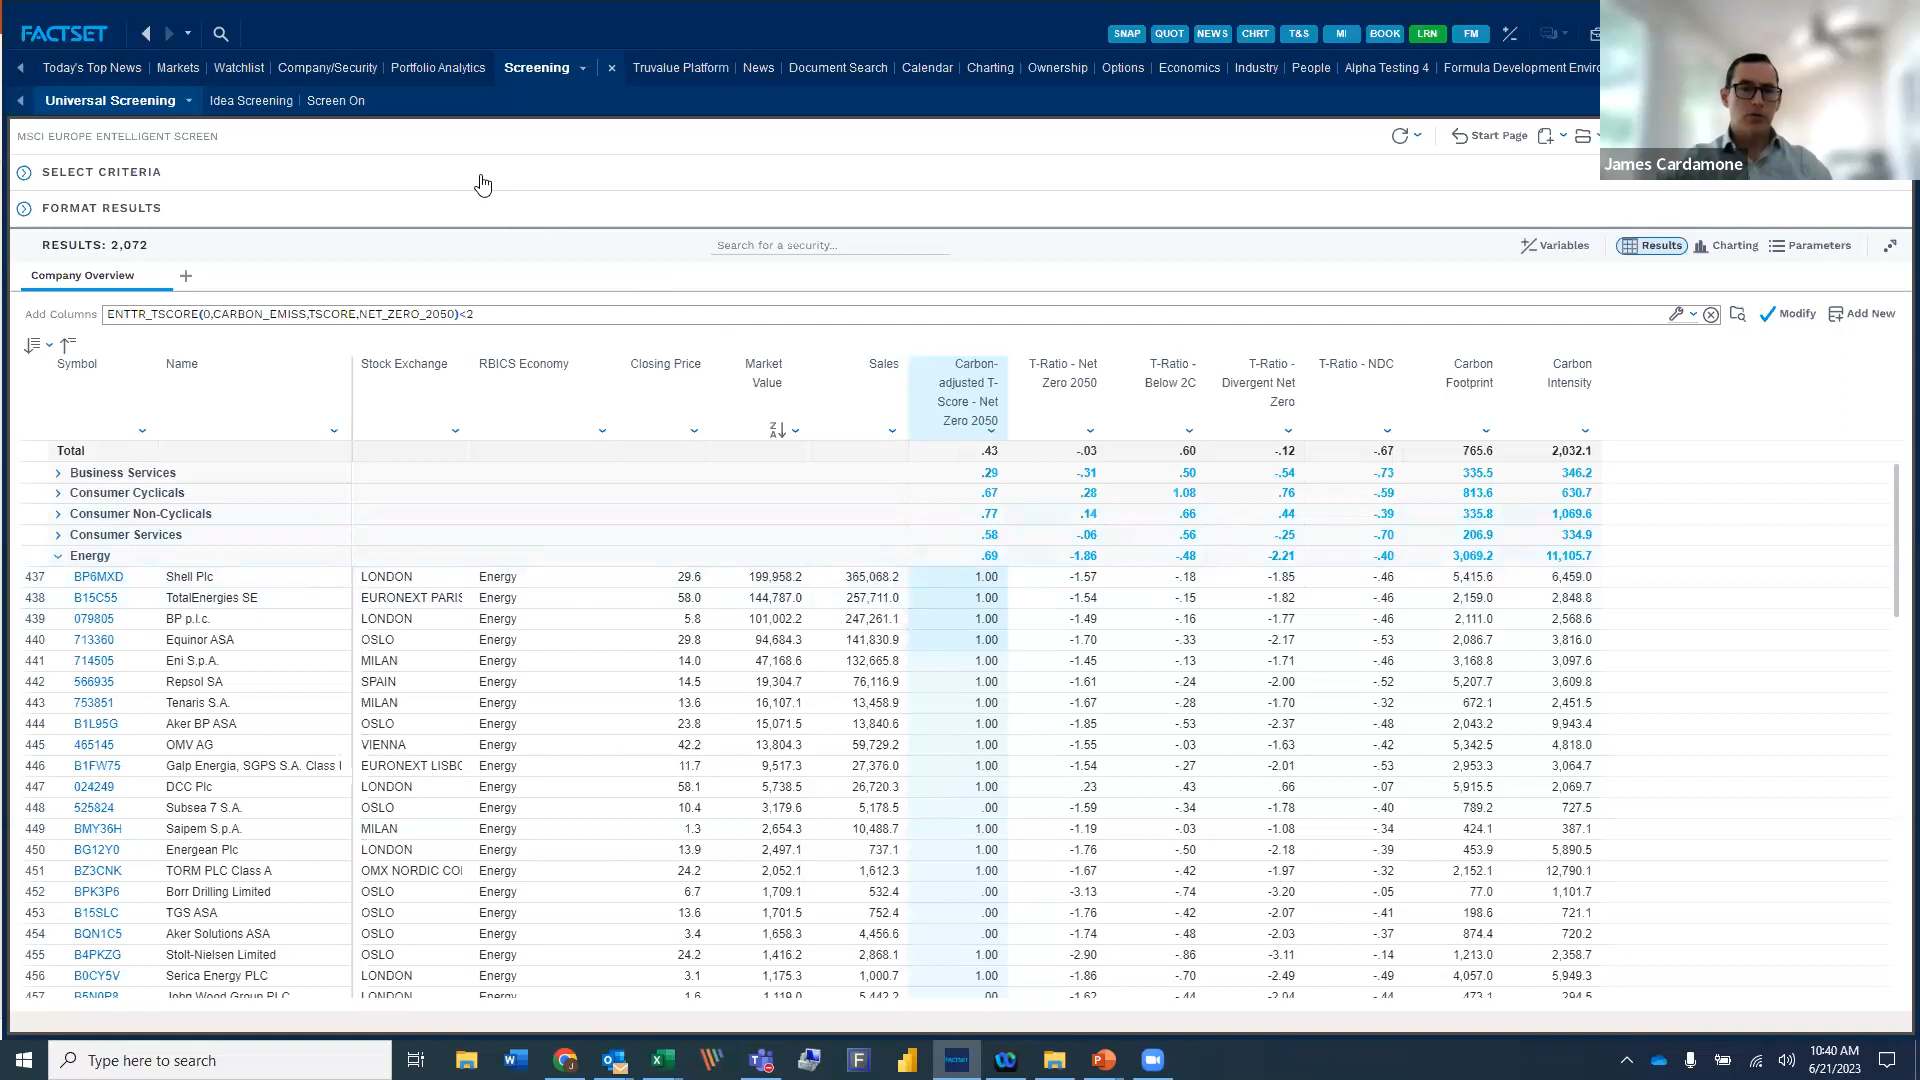 FACTSET
SNAP QUOT NEWS CHRT T&S MI BOOK LRN FM
Today's Top News Markets Watchlist Company/Security Portfolio Analytics Screening Truvalue Platform News Document Search Calendar Charting Ownership Options Economics Industry People Alpha Testing 4 Formula Development Enviro
Universal Screening Idea Screening Screen On
James Cardamone
MSCI EUROPE ENTELLIGENT SCREEN Start Page
SELECT CRITERIA
FORMAT RESULTS
RESULTS: 2,072 Search for a security... Variables Results Charting Parameters
Company Overview
Add Columns ENTTR_TSCORE(0,CARBON_EMISS,TSCORE,NET_ZERO_2050)<2 Modify Add New
Symbol Name Stock Exchange RBICS Economy Closing Price Market Value Sales Carbon-adjusted T-Score - Net Zero 2050 T-Ratio - Net Zero 2050 T-Ratio - Below 2C T-Ratio - Divergent Net Zero T-Ratio - NDC Carbon Footprint Carbon Intensity
Total .43 -.03 .60 -.12 -.67 765.6 2,032.1
Business Services .29 -.31 .50 -.54 -.73 335.5 346.2
Consumer Cyclicals .67 .28 1.08 .76 -.59 813.6 630.7
Consumer Non-Cyclicals .77 .14 .66 .44 -.39 335.8 1,069.6
Consumer Services .58 -.06 .56 -.25 -.70 206.9 334.9
Energy .69 -1.86 -.48 -2.21 -.40 3,069.2 11,105.7
437 BP6MXD Shell Plc LONDON Energy 29.6 199,958.2 365,068.2 1.00 -1.57 -.18 -1.85 -.46 5,415.6 6,459.0
438 B15C55 TotalEnergies SE EURONEXT PARIS Energy 58.0 144,787.0 257,711.0 1.00 -1.54 -.15 -1.82 -.46 2,159.0 2,848.8
439 079805 BP p.l.c. LONDON Energy 5.8 101,002.2 247,261.1 1.00 -1.49 -.16 -1.77 -.46 2,111.0 2,568.6
440 713360 Equinor ASA OSLO Energy 29.8 94,684.3 141,830.9 1.00 -1.70 -.33 -2.17 -.53 2,086.7 3,816.0
441 714505 Eni S.p.A. MILAN Energy 14.0 47,168.6 132,665.8 1.00 -1.45 -.13 -1.71 -.46 3,168.8 3,097.6
442 566935 Repsol SA SPAIN Energy 14.5 19,304.7 76,116.9 1.00 -1.61 -.24 -2.00 -.52 5,207.7 3,609.8
443 753851 Tenaris S.A. MILAN Energy 13.6 16,107.1 13,458.9 1.00 -1.67 -.28 -1.70 -.32 672.1 2,451.5
444 B1L95G Aker BP ASA OSLO Energy 23.8 15,071.5 13,840.6 1.00 -1.85 -.53 -2.37 -.48 2,043.2 9,943.4
445 465145 OMV AG VIENNA Energy 42.2 13,804.3 59,729.2 1.00 -1.55 -.03 -1.63 -.42 5,342.5 4,818.0
446 B1FW75 Galp Energia, SGPS S.A. Class EURONEXT LISBO Energy 11.7 9,517.3 27,376.0 1.00 -1.54 -.27 -2.01 -.53 2,953.3 3,064.7
447 024249 DCC Plc LONDON Energy 58.1 5,738.5 26,720.3 1.00 .23 .43 .66 -.07 5,915.5 2,069.7
448 525824 Subsea 7 S.A. OSLO Energy 10.4 3,179.6 5,178.5 .00 -1.59 -.34 -1.78 -.40 789.2 727.5
449 BMY36H Saipem S.p.A. MILAN Energy 1.3 2,654.3 10,488.7 1.00 -1.19 -.03 -1.08 -.34 424.1 387.1
450 BG12Y0 Energean Plc LONDON Energy 13.9 2,497.1 737.1 1.00 -1.76 -.50 -2.18 -.39 453.9 5,890.5
451 BZ3CNK TORM PLC Class A OMX NORDIC CO Energy 24.2 2,052.1 1,612.3 1.00 -1.67 -.42 -1.97 -.32 2,152.1 12,790.1
452 BPK3P6 Borr Drilling Limited OSLO Energy 6.7 1,709.1 532.4 .00 -3.13 -.74 -3.20 -.05 77.0 1,101.7
453 B15SLC TGS ASA OSLO Energy 13.6 1,701.5 752.4 .00 -1.76 -.42 -2.07 -.41 198.6 721.1
454 BQN1C5 Aker Solutions ASA OSLO Energy 3.4 1,658.3 4,456.6 .00 -1.74 -.48 -2.03 -.37 874.4 720.2
455 B4PKZG Stolt-Nielsen Limited OSLO Energy 24.2 1,416.2 2,868.1 1.00 -2.90 -.86 -3.11 -.14 1,213.0 2,358.7
456 B0CY5V Serica Energy PLC LONDON Energy 3.1 1,175.3 1,000.7 1.00 -1.86 -.70 -2.49 -.49 4,057.0 5,949.3
457 B5N0P8 John Wood Group PLC LONDON Energy 1.6 1,119.0 5,442.2 .00 -1.62 -.44 -2.04 -.44 473.1 294.5
Type here to search
10:40 AM
6/21/2023